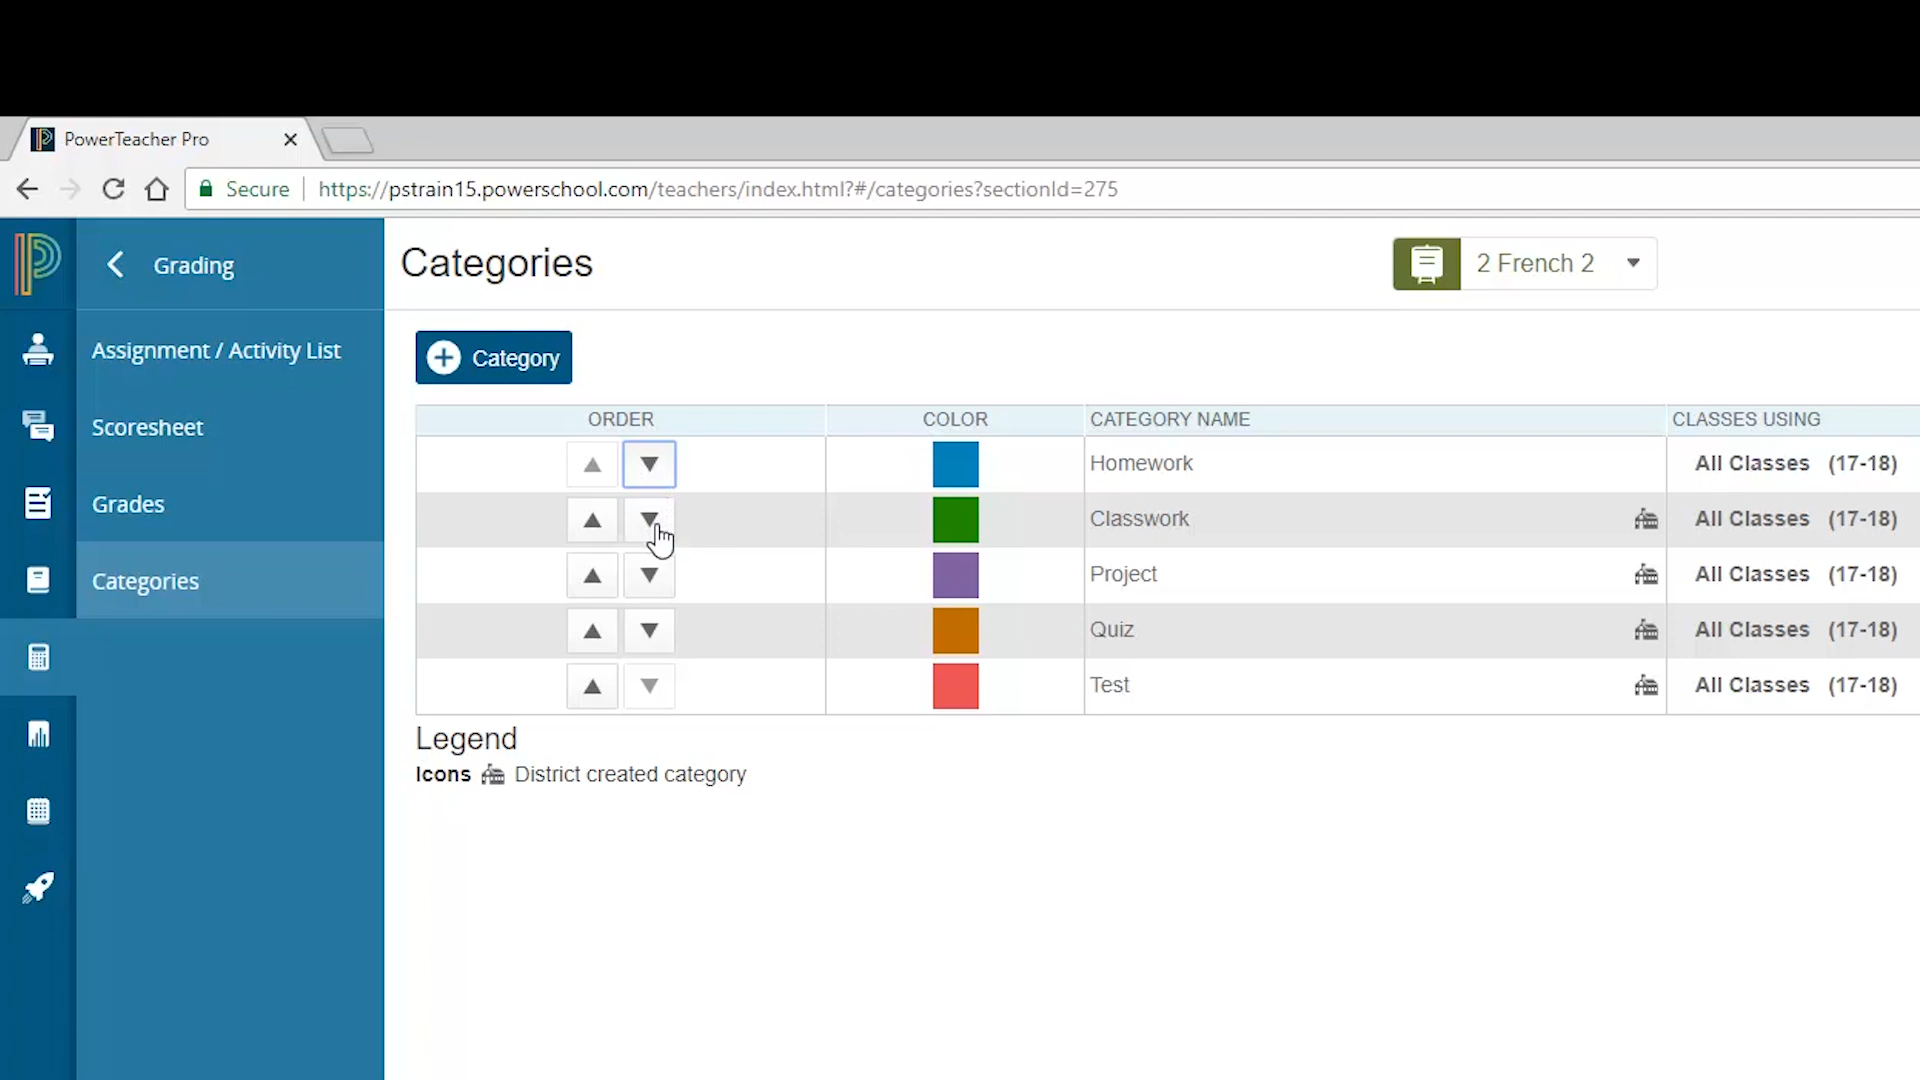 PowerTeacher Pro
Secure https://pstrain15.powerschool.com/teachers/index.html?#/categories?sectionId=275
Grading
Categories
2 French 2
Assignment / Activity List
Scoresheet
Grades
Categories
Category
ORDER COLOR CATEGORY NAME CLASSES USING
Homework All Classes (17-18)
Classwork All Classes (17-18)
Project All Classes (17-18)
Quiz All Classes (17-18)
Test All Classes (17-18)
Legend
Icons District created category